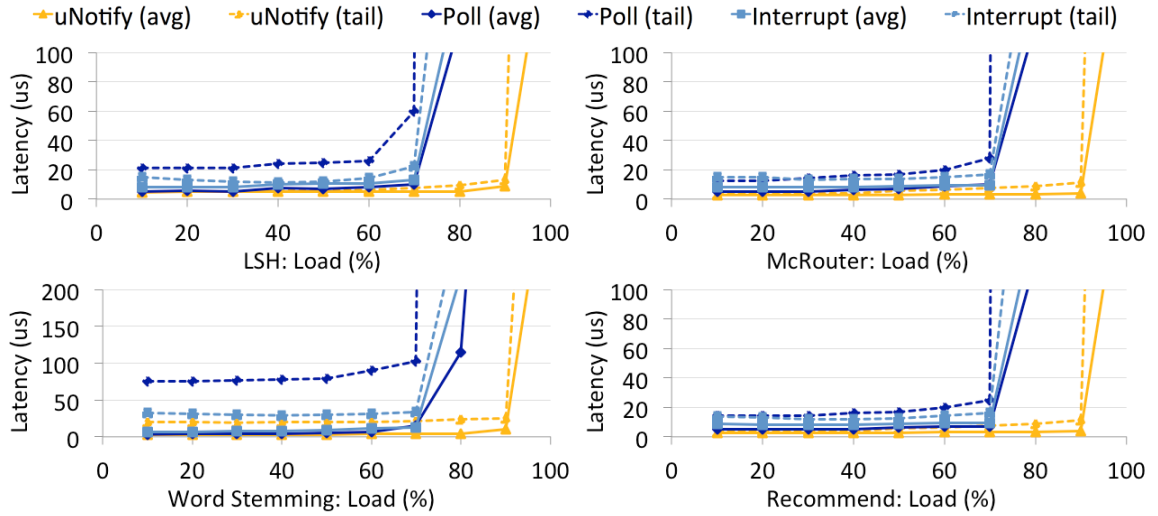 uNotify (avg) uNotify (tail) Poll (avg) Poll (tail) Interrupt (avg) Interrupt (tail)
Latency (us)
100
80
60
40
20
0
0 20 40 60 80 100
LSH: Load (%)
Latency (us)
100
80
60
40
20
0
0 20 40 60 80 100
McRouter: Load (%)
Latency (us)
200
150
100
50
0
0 20 40 60 80 100
Word Stemming: Load (%)
Latency (us)
100
80
60
40
20
0
0 20 40 60 80 100
Recommend: Load (%)